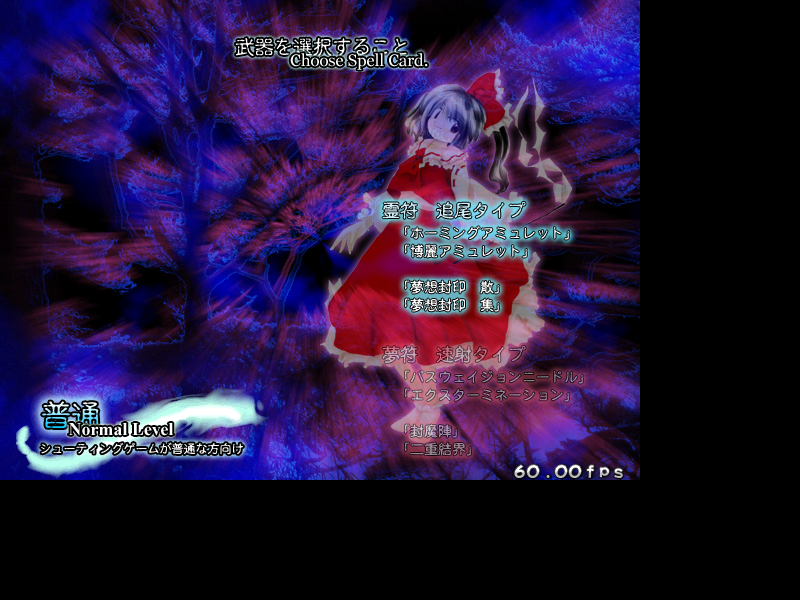 武器を選択すること
Choose Spell Card.
霊符　追尾タイプ
「ホーミングアミュレット」
「博麗アミュレット」
「夢想封印　散」
「夢想封印　集」
夢符　速射タイプ
「パスウェイジョンニードル」
「エクスターミネーション」
「封魔陣」
「二重結界」
普通
Normal Level
シューティングゲームが普通な方向け
60.00fps